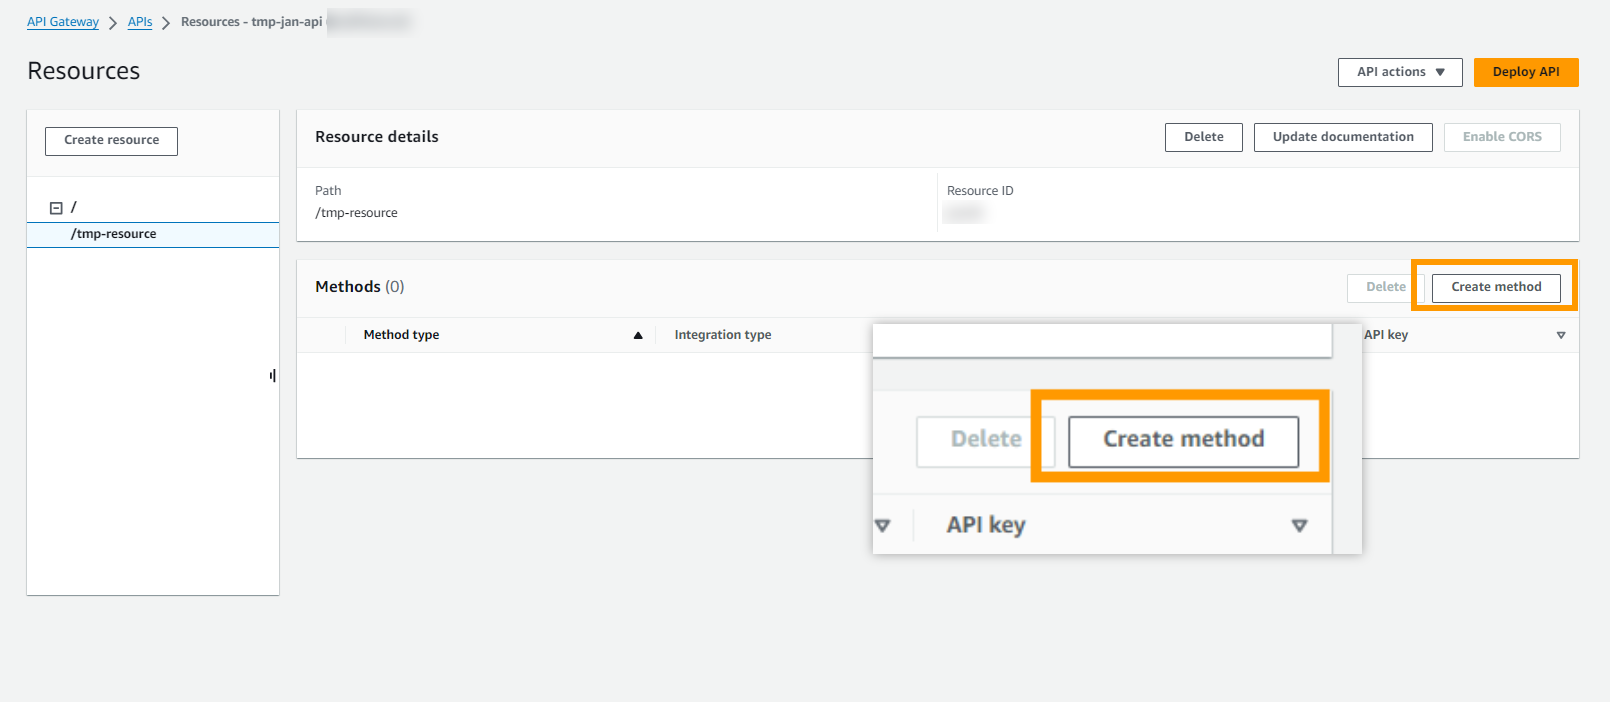 API Gateway > APIs > Resources - tmp-jan-api
Resources
API actions ▼
Deploy API
Create resource
/
/tmp-resource
Resource details
Delete
Update documentation
Enable CORS
Path
/tmp-resource
Resource ID
Methods (0)
Delete
Create method
Method type
Integration type
API key
Delete
Create method
API key